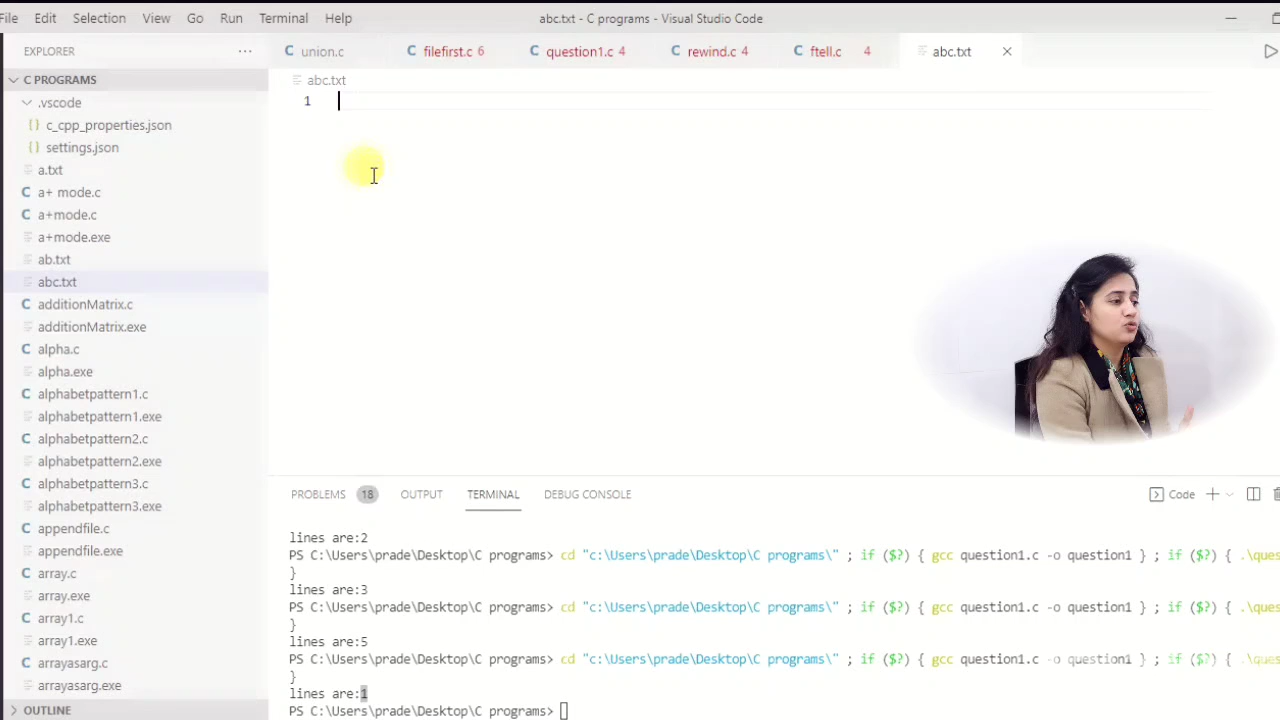 File Edit Selection View Go Run Terminal Help abc.txt - C programs - Visual Studio Code
EXPLORER ··· union.c filefirst.c 6 question1.c 4 rewind.c 4 ftell.c 4 abc.txt
C PROGRAMS
abc.txt
1
.vscode
{} c_cpp_properties.json
{} settings.json
a.txt
C a+ mode.c
C a+mode.c
a+mode.exe
ab.txt
abc.txt
C additionMatrix.c
additionMatrix.exe
C alpha.c
alpha.exe
C alphabetpattern1.c
alphabetpattern1.exe
C alphabetpattern2.c
alphabetpattern2.exe
C alphabetpattern3.c
alphabetpattern3.exe
C appendfile.c
appendfile.exe
C array.c
array.exe
C array1.c
array1.exe
C arrayasarg.c
arrayasarg.exe
OUTLINE
PROBLEMS 18 OUTPUT TERMINAL DEBUG CONSOLE Code
lines are:2
PS C:\Users\prade\Desktop\C programs> cd "c:\Users\prade\Desktop\C programs\" ; if ($?) { gcc question1.c -o question1 } ; if ($?) { .\ques
}
lines are:3
PS C:\Users\prade\Desktop\C programs> cd "c:\Users\prade\Desktop\C programs\" ; if ($?) { gcc question1.c -o question1 } ; if ($?) { .\ques
}
lines are:5
PS C:\Users\prade\Desktop\C programs> cd "c:\Users\prade\Desktop\C programs\" ; if ($?) { gcc question1.c -o question1 } ; if ($?) { .\ques
}
lines are:1
PS C:\Users\prade\Desktop\C programs>